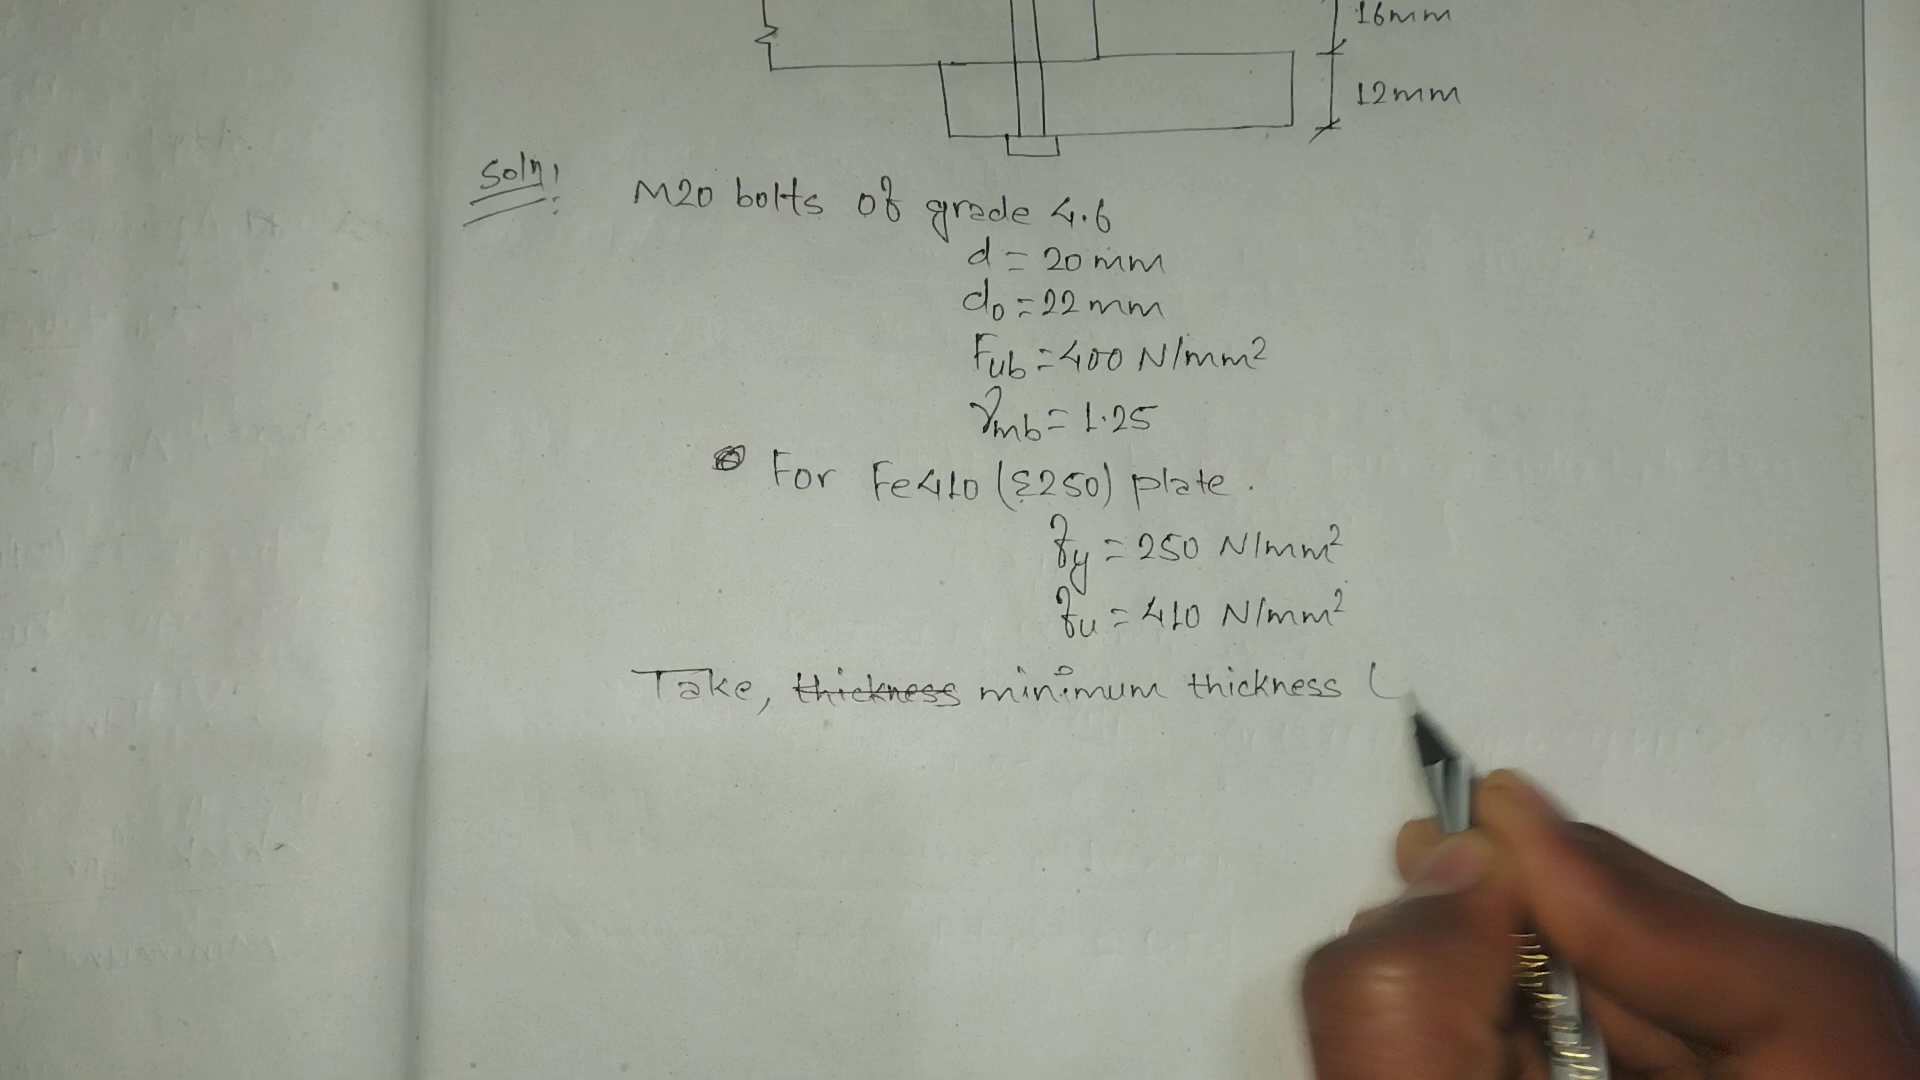 16mm
12mm
Soln:
M20 bolts of grade 4.6
d = 20 mm
do = 22 mm
Fub = 400 N/mm²
γmb = 1.25
For Fe410 (E250) plate.
fy = 250 N/mm²
fu = 410 N/mm²
Take, thickness minimum thickness (